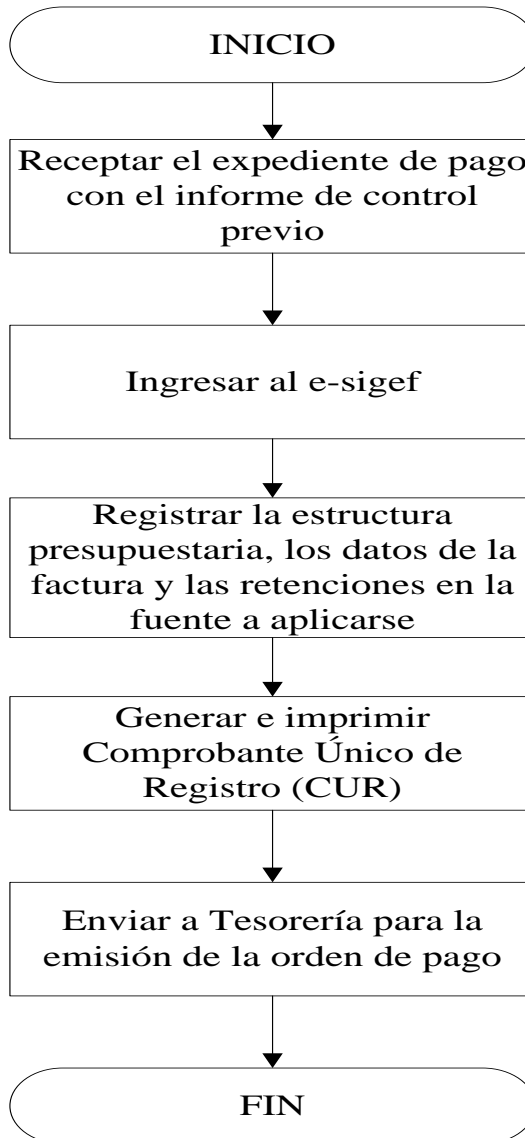 INICIO
Receptar el expediente de pago
con el informe de control
previo
Ingresar al e-sigef
Registrar la estructura
presupuestaria, los datos de la
factura y las retenciones en la
fuente a aplicarse
Generar e imprimir
Comprobante Único de
Registro (CUR)
Enviar a Tesorería para la
emisión de la orden de pago
FIN